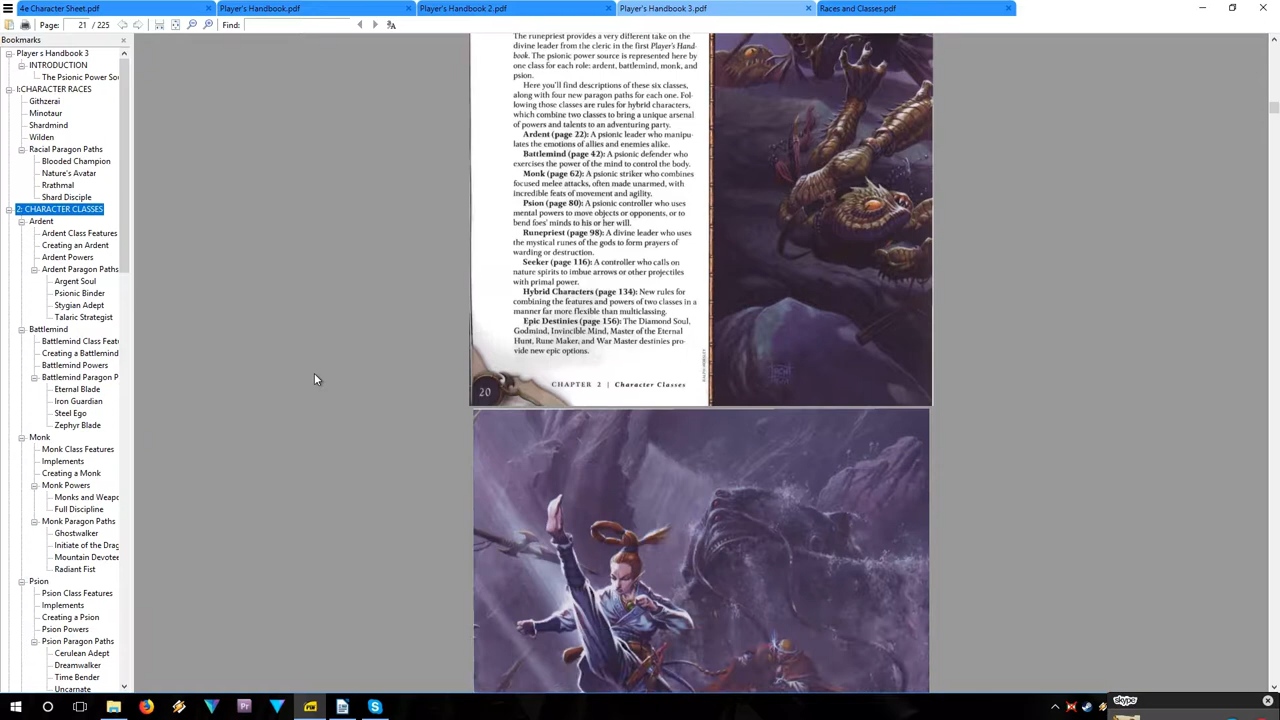 4e Character Sheet.pdf
Player's Handbook.pdf
Player's Handbook 2.pdf
Player's Handbook 3.pdf
Races and Classes.pdf
Page: 21 / 225
Find:
Bookmarks
Player's Handbook 3
INTRODUCTION
The Psionic Power Sou
I:CHARACTER RACES
Githzerai
Minotaur
Shardmind
Wilden
Racial Paragon Paths
Blooded Champion
Nature's Avatar
Rrathmal
Shard Disciple
2: CHARACTER CLASSES
Ardent
Ardent Class Features
Creating an Ardent
Ardent Powers
Ardent Paragon Paths
Argent Soul
Psionic Binder
Stygian Adept
Talaric Strategist
Battlemind
Battlemind Class Feat
Creating a Battlemind
Battlemind Powers
Battlemind Paragon P
Eternal Blade
Iron Guardian
Steel Ego
Zephyr Blade
Monk
Monk Class Features
Implements
Creating a Monk
Monk Powers
Monks and Weapo
Full Discipline
Monk Paragon Paths
Ghostwalker
Initiate of the Drag
Mountain Devotee
Radiant Fist
Psion
Psion Class Features
Implements
Creating a Psion
Psion Powers
Psion Paragon Paths
Cerulean Adept
Dreamwalker
Time Bender
Uncarnate
The runepriest provides a very different take on the
divine leader from the cleric in the first Player's Hand-
book. The psionic power source is represented here by
one class for each role: ardent, battlemind, monk, and
psion.
Here you'll find descriptions of these six classes,
along with four new paragon paths for each one. Fol-
lowing those classes are rules for hybrid characters,
which combine two classes to bring a unique arsenal
of powers and talents to an adventuring party.
Ardent (page 22): A psionic leader who manipu-
lates the emotions of allies and enemies alike.
Battlemind (page 42): A psionic defender who
exercises the power of the mind to control the body.
Monk (page 62): A psionic striker who combines
focused melee attacks, often made unarmed, with
incredible feats of movement and agility.
Psion (page 80): A psionic controller who uses
mental powers to move objects or opponents, or to
bend foes' minds to his or her will.
Runepriest (page 98): A divine leader who uses
the mystical runes of the gods to form prayers of
warding or destruction.
Seeker (page 116): A controller who calls on
nature spirits to imbue arrows or other projectiles
with primal power.
Hybrid Characters (page 134): New rules for
combining the features and powers of two classes in a
manner far more flexible than multiclassing.
Epic Destinies (page 156): The Diamond Soul,
Godmind, Invincible Mind, Master of the Eternal
Hunt, Rune Maker, and War Master destinies pro-
vide new epic options.
20
CHAPTER 2 | Character Classes
skype